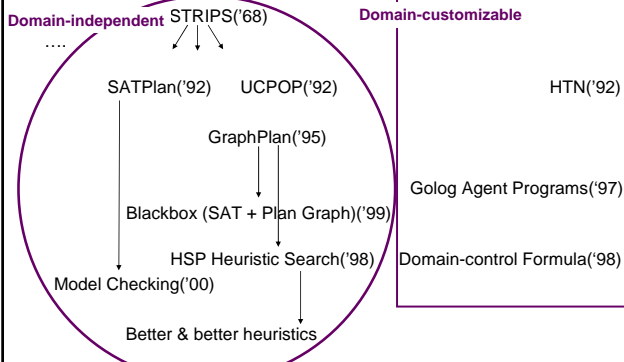 Domain-independent
STRIPS('68)
Domain-customizable
....
SATPlan('92)
UCPOP('92)
HTN('92)
GraphPlan('95)
Golog Agent Programs('97)
Blackbox (SAT + Plan Graph)('99)
HSP Heuristic Search('98)
Domain-control Formula('98)
Model Checking('00)
Better & better heuristics